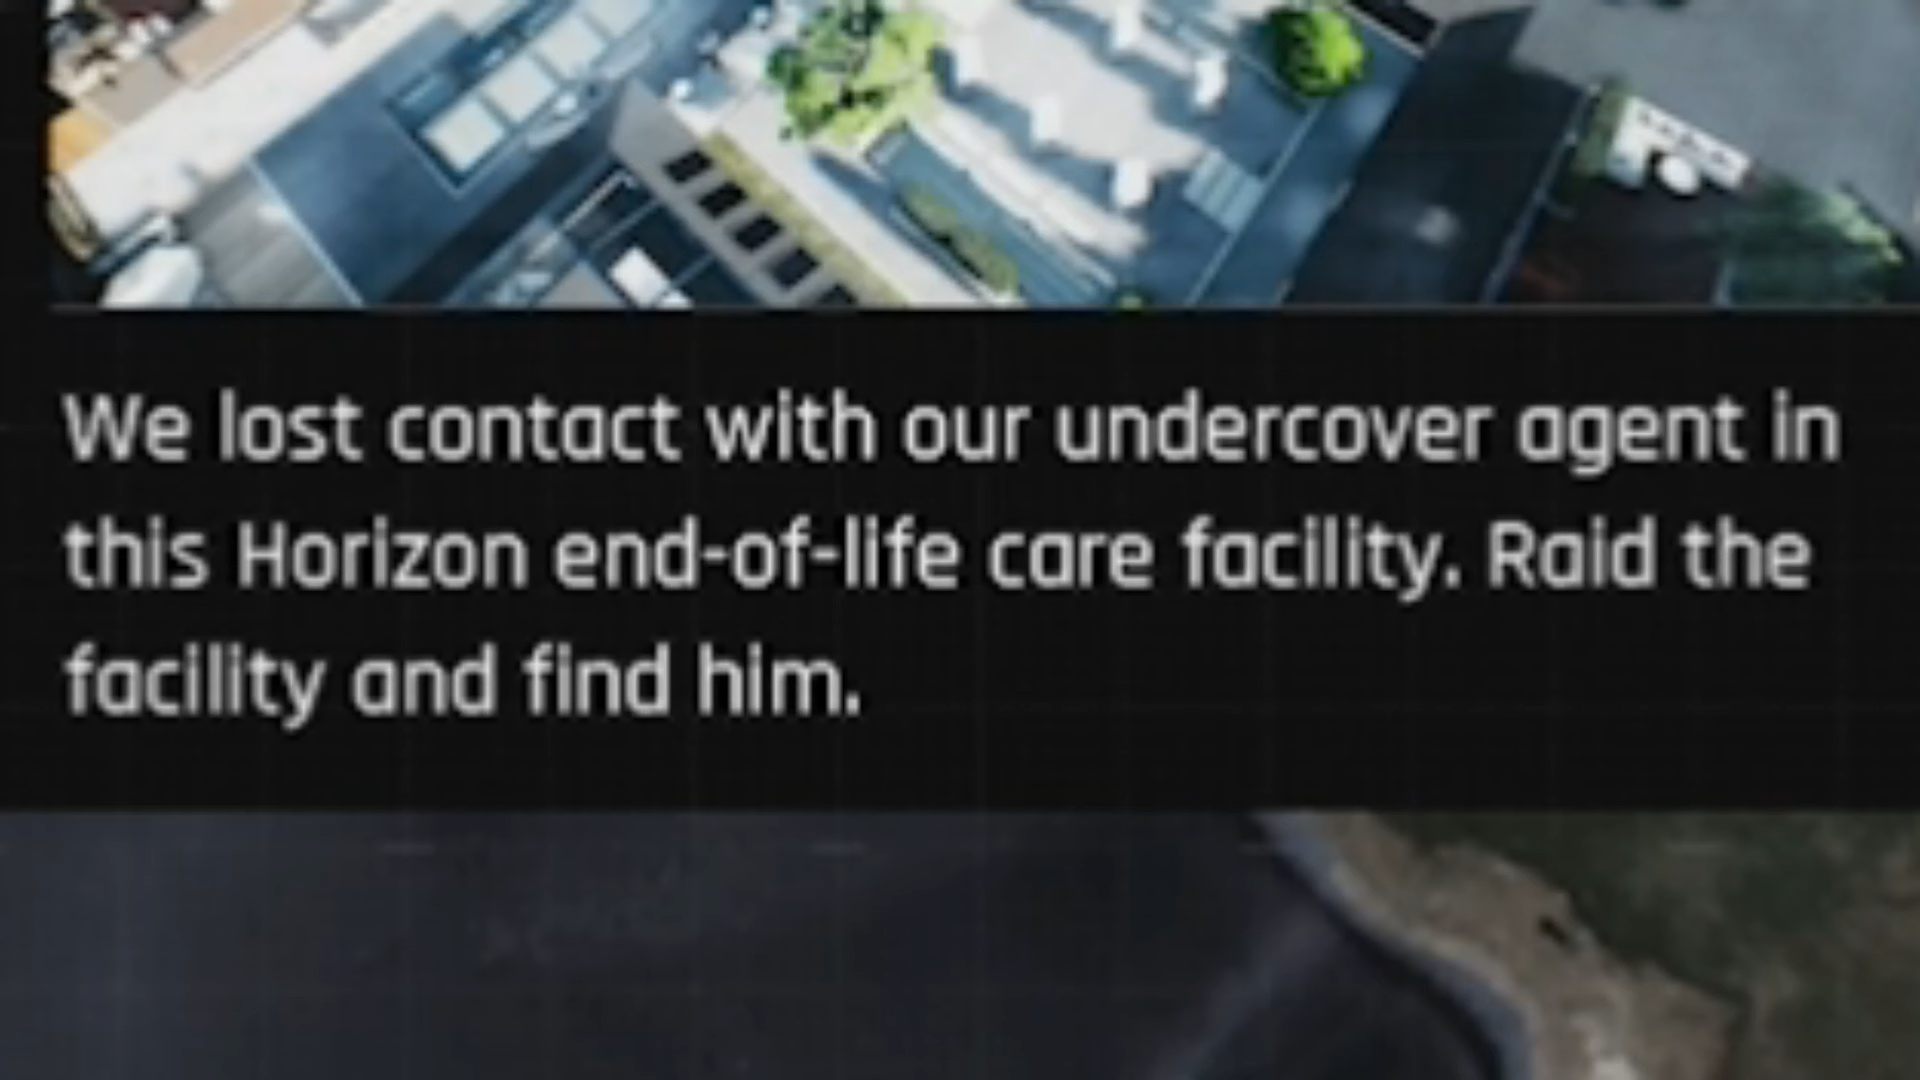 We lost contact with our undercover agent in
this Horizon end-of-life care facility. Raid the
facility and find him.